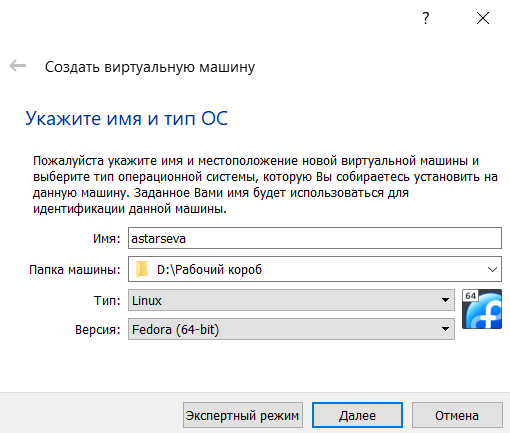 ?
Создать виртуальную машину
Укажите имя и тип ОС
Пожалуйста укажите имя и местоположение новой виртуальной машины и
выберите тип операционной системы, которую Вы собираетесь установить на
данную машину. Заданное Вами имя будет использоваться для
идентификации данной машины.
Имя: astarseva
Папка машины: D:\Рабочий короб
Тип: Linux
64
Версия: Fedora (64-bit)
Экспертный режим Далее Отмена